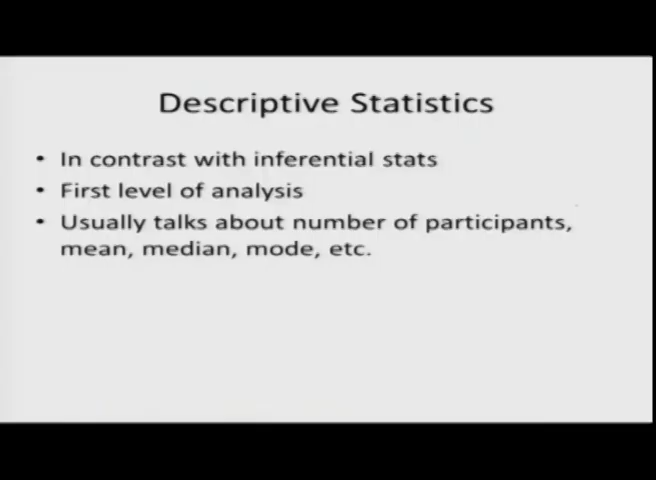 Descriptive Statistics
• In contrast with inferential stats
• First level of analysis
• Usually talks about number of participants,
mean, median, mode, etc.